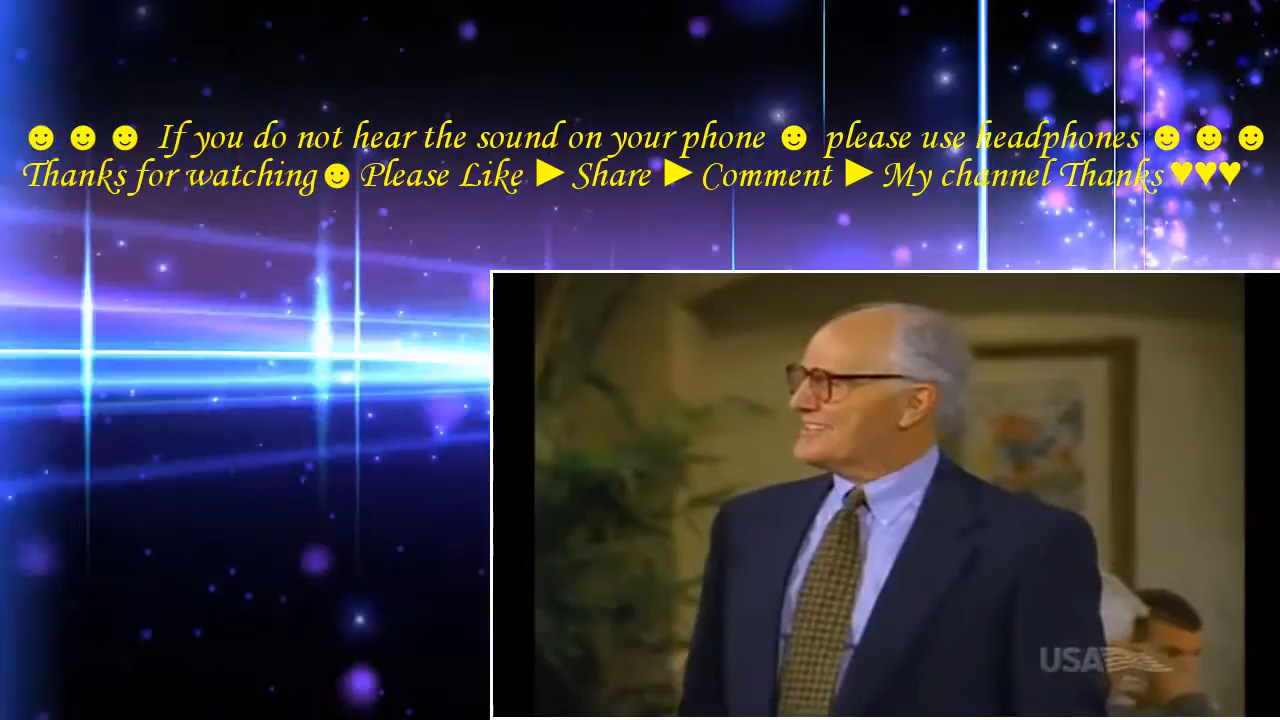 ☻☻☻ If you do not hear the sound on your phone ☻ please use headphones ☻☻☻
Thanks for watching☻Please Like ►Share ►Comment ►My channel Thanks♥♥♥
USA